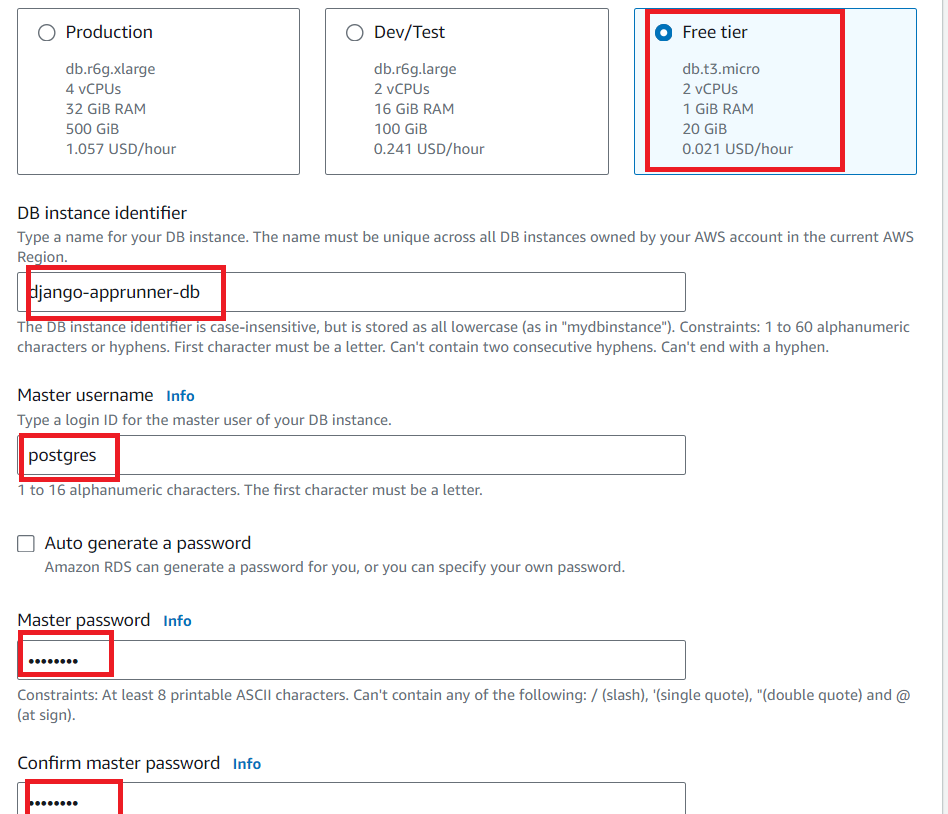 Production
db.r6g.xlarge
4 vCPUs
32 GiB RAM
500 GiB
1.057 USD/hour
Dev/Test
db.r6g.large
2 vCPUs
16 GiB RAM
100 GiB
0.241 USD/hour
Free tier
db.t3.micro
2 vCPUs
1 GiB RAM
20 GiB
0.021 USD/hour
DB instance identifier
Type a name for your DB instance. The name must be unique across all DB instances owned by your AWS account in the current AWS
Region.
django-apprunner-db
The DB instance identifier is case-insensitive, but is stored as all lowercase (as in "mydbinstance"). Constraints: 1 to 60 alphanumeric
characters or hyphens. First character must be a letter. Can't contain two consecutive hyphens. Can't end with a hyphen.
Master username Info
Type a login ID for the master user of your DB instance.
postgres
1 to 16 alphanumeric characters. The first character must be a letter.
Auto generate a password
Amazon RDS can generate a password for you, or you can specify your own password.
Master password Info
••••••••
Constraints: At least 8 printable ASCII characters. Can't contain any of the following: / (slash), '(single quote), "(double quote) and @
(at sign).
Confirm master password Info
••••••••